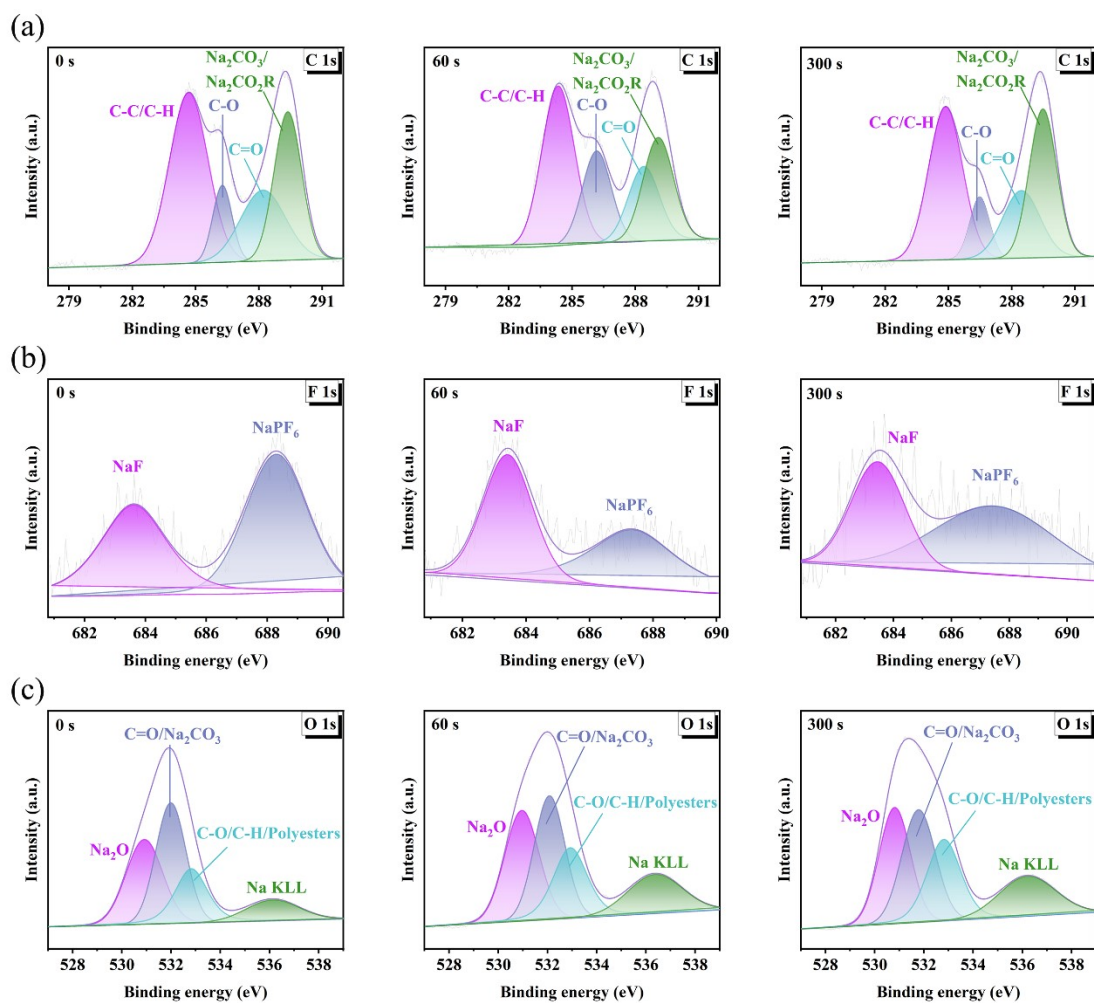 (a)
0 s
Na₂CO₃/
Na₂CO₂R
C 1s
C-C/C-H
C-O
C=O
Intensity (a.u.)
279 282 285 288 291
Binding energy (eV)
60 s
Na₂CO₃/
Na₂CO₂R
C 1s
C-C/C-H
C-O
C=O
Intensity (a.u.)
279 282 285 288 291
Binding energy (eV)
300 s
Na₂CO₃/
Na₂CO₂R
C 1s
C-C/C-H
C-O
C=O
Intensity (a.u.)
279 282 285 288 291
Binding energy (eV)
(b)
0 s
F 1s
NaPF₆
NaF
Intensity (a.u.)
682 684 686 688 690
Binding energy (eV)
60 s
F 1s
NaF
NaPF₆
Intensity (a.u.)
682 684 686 688 690
Binding energy (eV)
300 s
F 1s
NaF
NaPF₆
Intensity (a.u.)
682 684 686 688 690
Binding energy (eV)
(c)
0 s
O 1s
C=O/Na₂CO₃
C-O/C-H/Polyesters
Na₂O
Na KLL
Intensity (a.u.)
528 530 532 534 536 538
Binding energy (eV)
60 s
O 1s
C=O/Na₂CO₃
C-O/C-H/Polyesters
Na₂O
Na KLL
Intensity (a.u.)
528 530 532 534 536 538
Binding energy (eV)
300 s
O 1s
C=O/Na₂CO₃
C-O/C-H/Polyesters
Na₂O
Na KLL
Intensity (a.u.)
528 530 532 534 536 538
Binding energy (eV)